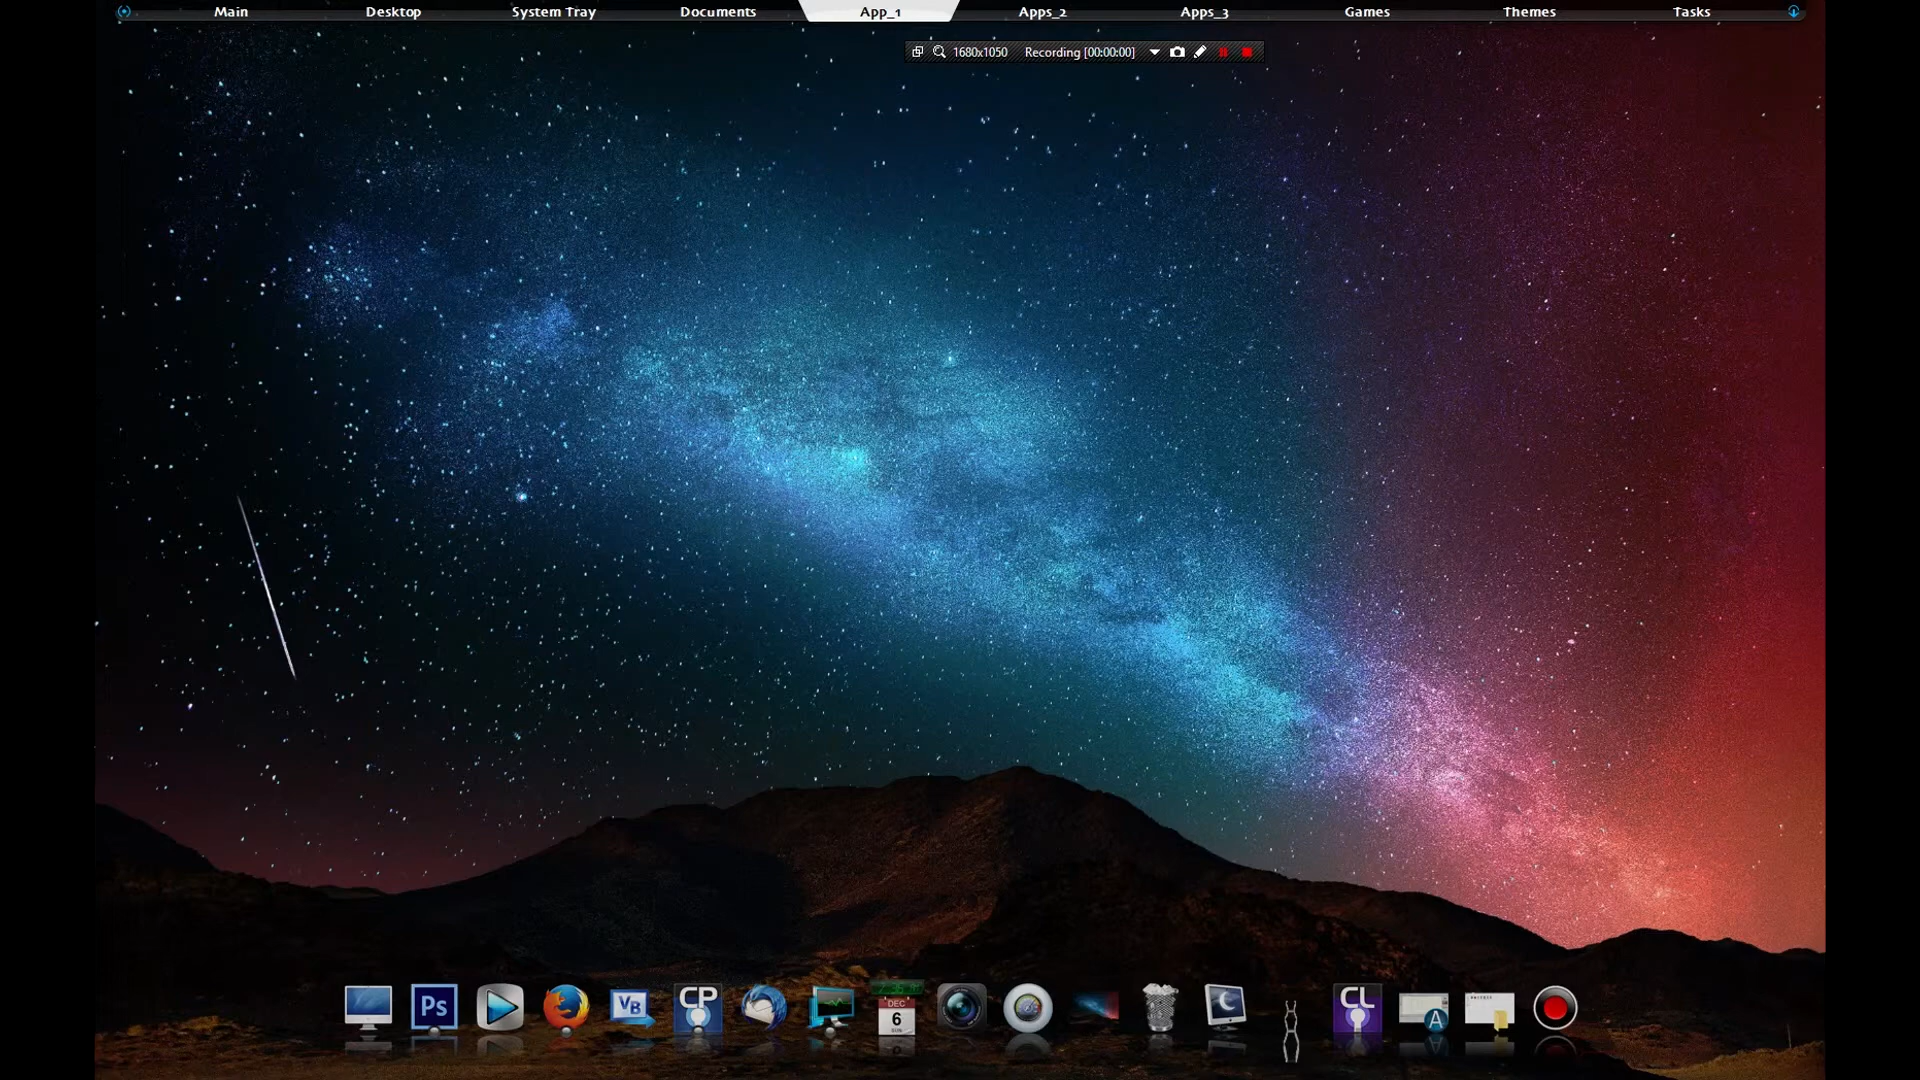 Main Desktop System Tray Documents App_1 Apps_2 Apps_3 Games Themes Tasks
1680x1050 Recording [00:00:00]
Ps VB CP DEC CL
6 A
SUN